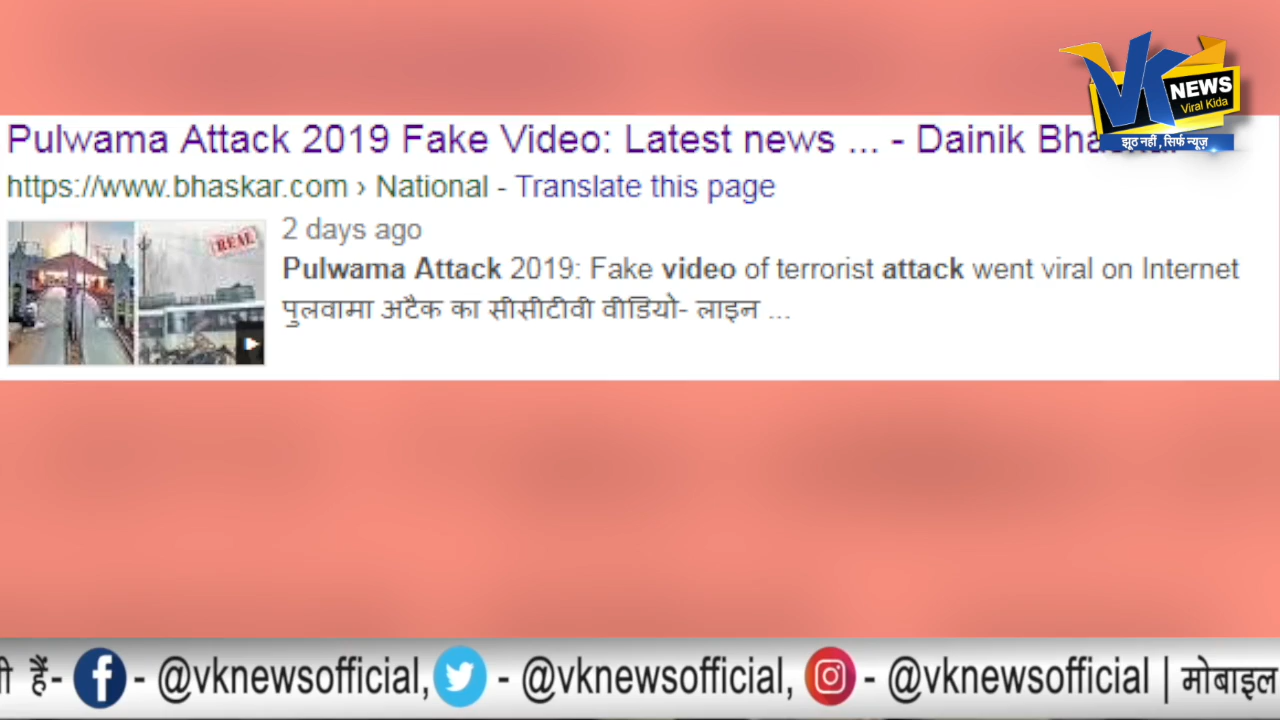 VK NEWS
Viral Kida
झूठ नहीं, सिर्फ न्यूज़
Pulwama Attack 2019 Fake Video: Latest news ... - Dainik
https://www.bhaskar.com › National - Translate this page
REAL
2 days ago
Pulwama Attack 2019: Fake video of terrorist attack went viral on Internet
पुलवामा अटैक का सीसीटीवी वीडियो- लाइन ...
हैं- f - @vknewsofficial, - @vknewsofficial, - @vknewsofficial | मोबाइल